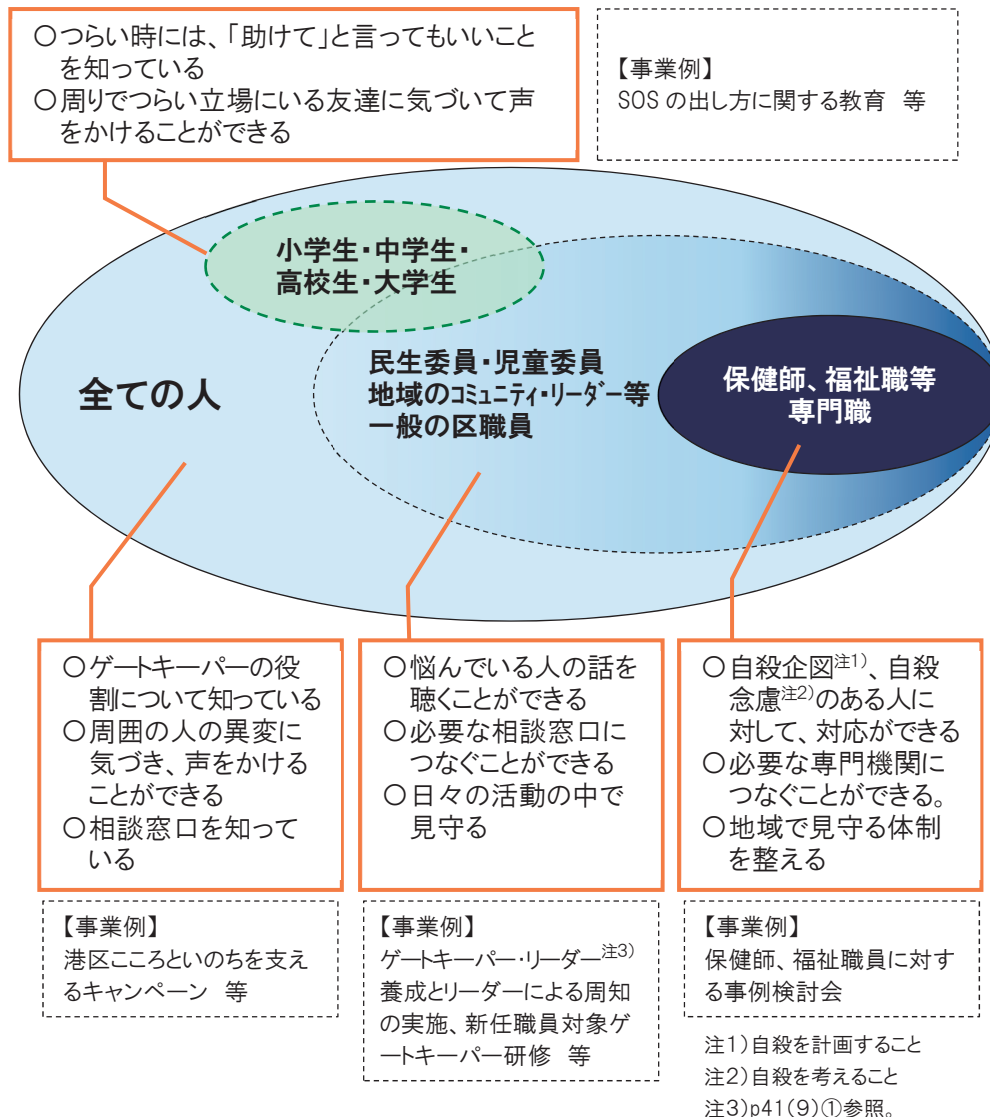 ○つらい時には、「助けて」と言ってもいいこと
を知っている
○周りでつらい立場にいる友達に気づいて声
をかけることができる
【事業例】
SOSの出し方に関する教育 等
小学生・中学生・
高校生・大学生
全ての人
民生委員・児童委員
地域のコミュニティ・リーダー等
一般の区職員
保健師、福祉職等
専門職
○ゲートキーパーの役
割について知っている
○周囲の人の異変に
気づき、声をかける
ことができる
○相談窓口を知って
いる
【事業例】
港区こころといのちを支え
るキャンペーン 等
○悩んでいる人の話を
聴くことができる
○必要な相談窓口に
つなぐことができる
○日々の活動の中で
見守る
【事業例】
ゲートキーパー・リーダー注3)
養成とリーダーによる周知
の実施、新任職員対象ゲ
ートキーパー研修 等
○自殺企図注1)、自殺
念慮注2)のある人に
対して、対応ができる
○必要な専門機関に
つなぐことができる。
○地域で見守る体制
を整える
【事業例】
保健師、福祉職員に対す
る事例検討会
注1)自殺を計画すること
注2)自殺を考えること
注3)p41(9)①参照。